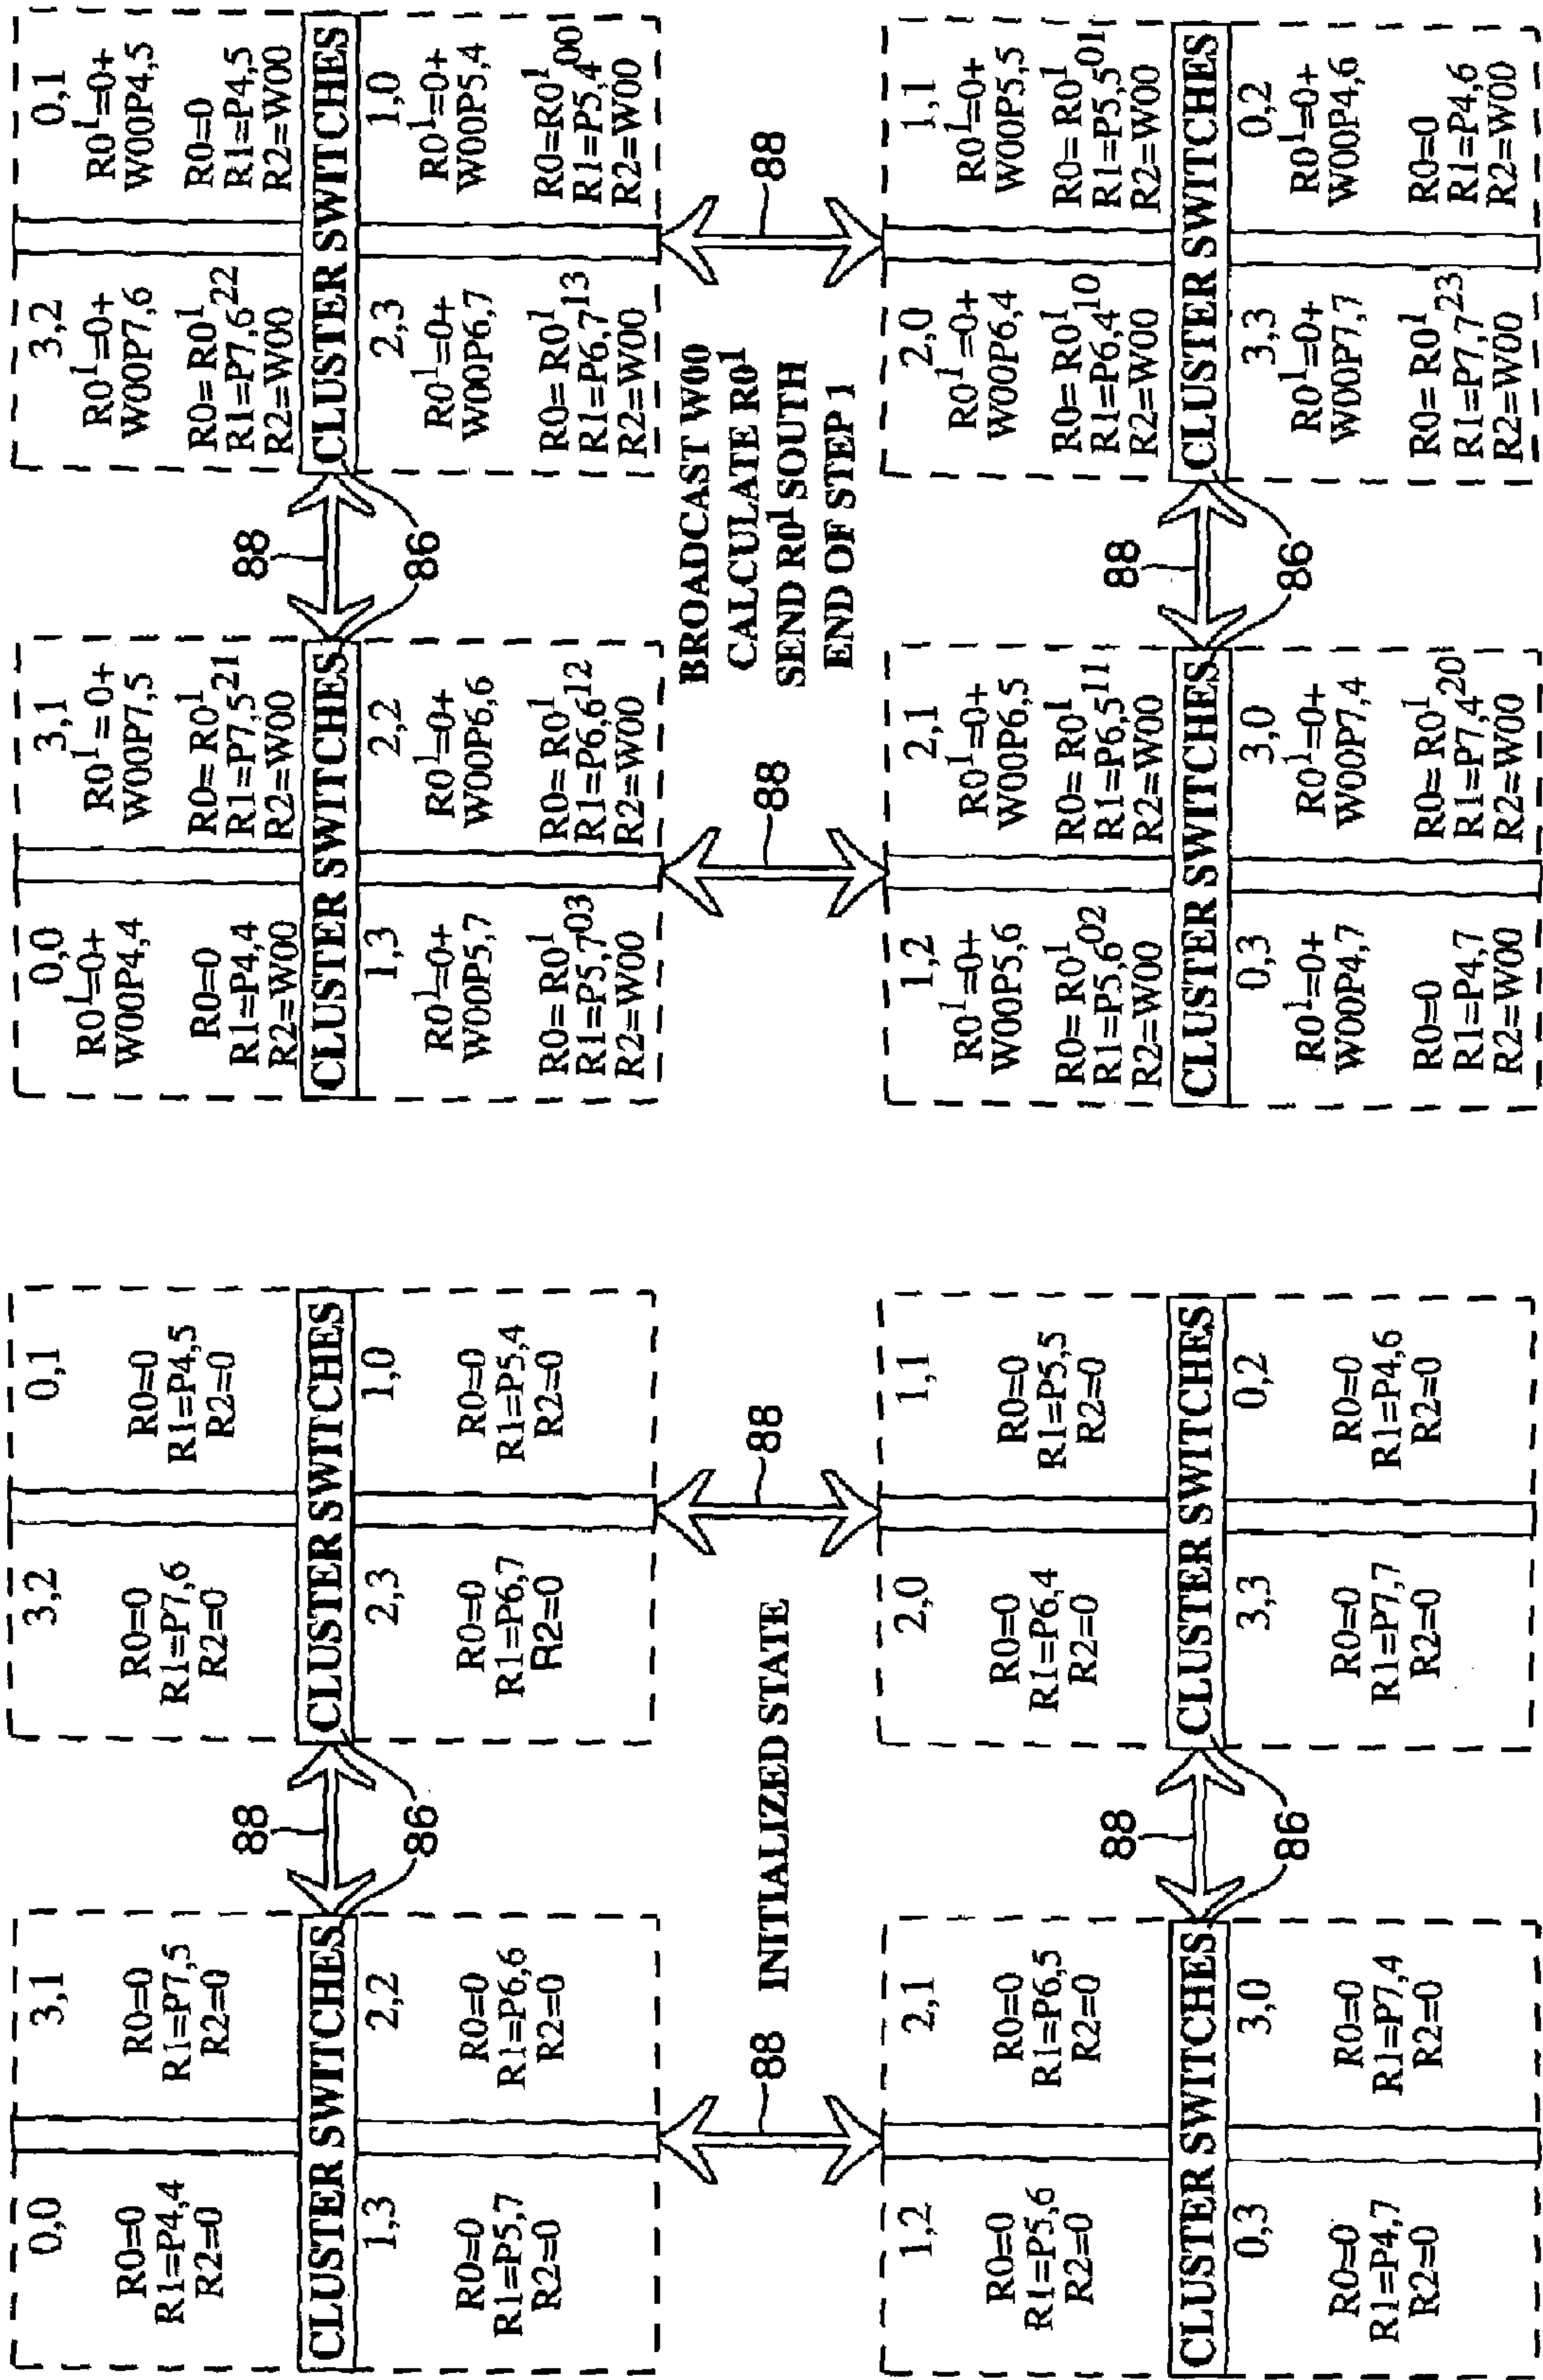 0,0
R0=0
R1=P4,4
R2=0
3,1
R0=0
R1=P7,5
R2=0
CLUSTER SWITCHES
1,3
R0=0
R1=P5,7
R2=0
2,2
R0=0
R1=P6,6
R2=0
88
86
3,2
R0=0
R1=P7,6
R2=0
0,1
R0=0
R1=P4,5
R2=0
CLUSTER SWITCHES
2,3
R0=0
R1=P6,7
R2=0
1,0
R0=0
R1=P5,4
R2=0
88
INITIALIZED STATE
88
1,2
R0=0
R1=P5,6
R2=0
2,1
R0=0
R1=P6,5
R2=0
CLUSTER SWITCHES
0,3
R0=0
R1=P4,7
R2=0
3,0
R0=0
R1=P7,4
R2=0
88
86
2,0
R0=0
R1=P6,4
R2=0
1,1
R0=0
R1=P5,5
R2=0
CLUSTER SWITCHES
3,3
R0=0
R1=P7,7
R2=0
0,2
R0=0
R1=P4,6
R2=0
0,0
R0¹=0+
W00P4,4
R0=0
R1=P4,4
R2=W00
3,1
R0¹=0+
W00P7,5
R0=R0¹
R1=P7,5²¹
R2=W00
CLUSTER SWITCHES
1,3
R0¹=0+
W00P5,7
R0=R0¹
R1=P5,7⁰³
R2=W00
2,2
R0¹=0+
W00P6,6
R0=R0¹
R1=P6,6¹²
R2=W00
88
86
3,2
R0¹=0+
W00P7,6
R0=R0¹
R1=P7,6²²
R2=W00
0,1
R0¹=0+
W00P4,5
R0=0
R1=P4,5
R2=W00
CLUSTER SWITCHES
2,3
R0¹=0+
W00P6,7
R0=R0¹
R1=P6,7¹³
R2=W00
1,0
R0¹=0+
W00P5,4
R0=R0¹
R1=P5,4⁰⁰
R2=W00
88
BROADCAST W00
CALCULATE R0¹
SEND R0¹ SOUTH
END OF STEP 1
88
1,2
R0¹=0+
W00P5,6
R0=R0¹
R1=P5,6⁰²
R2=W00
2,1
R0¹=0+
W00P6,5
R0=R0¹
R1=P6,5¹¹
R2=W00
CLUSTER SWITCHES
0,3
R0¹=0+
W00P4,7
R0=0
R1=P4,7
R2=W00
3,0
R0¹=0+
W00P7,4
R0=R0¹
R1=P7,4²⁰
R2=W00
88
86
2,0
R0¹=0+
W00P6,4
R0=R0¹
R1=P6,4¹⁰
R2=W00
1,1
R0¹=0+
W00P5,5
R0=R0¹
R1=P5,5⁰¹
R2=W00
CLUSTER SWITCHES
3,3
R0¹=0+
W00P7,7
R0=R0¹
R1=P7,7²³
R2=W00
0,2
R0¹=0+
W00P4,6
R0=0
R1=P4,6
R2=W00